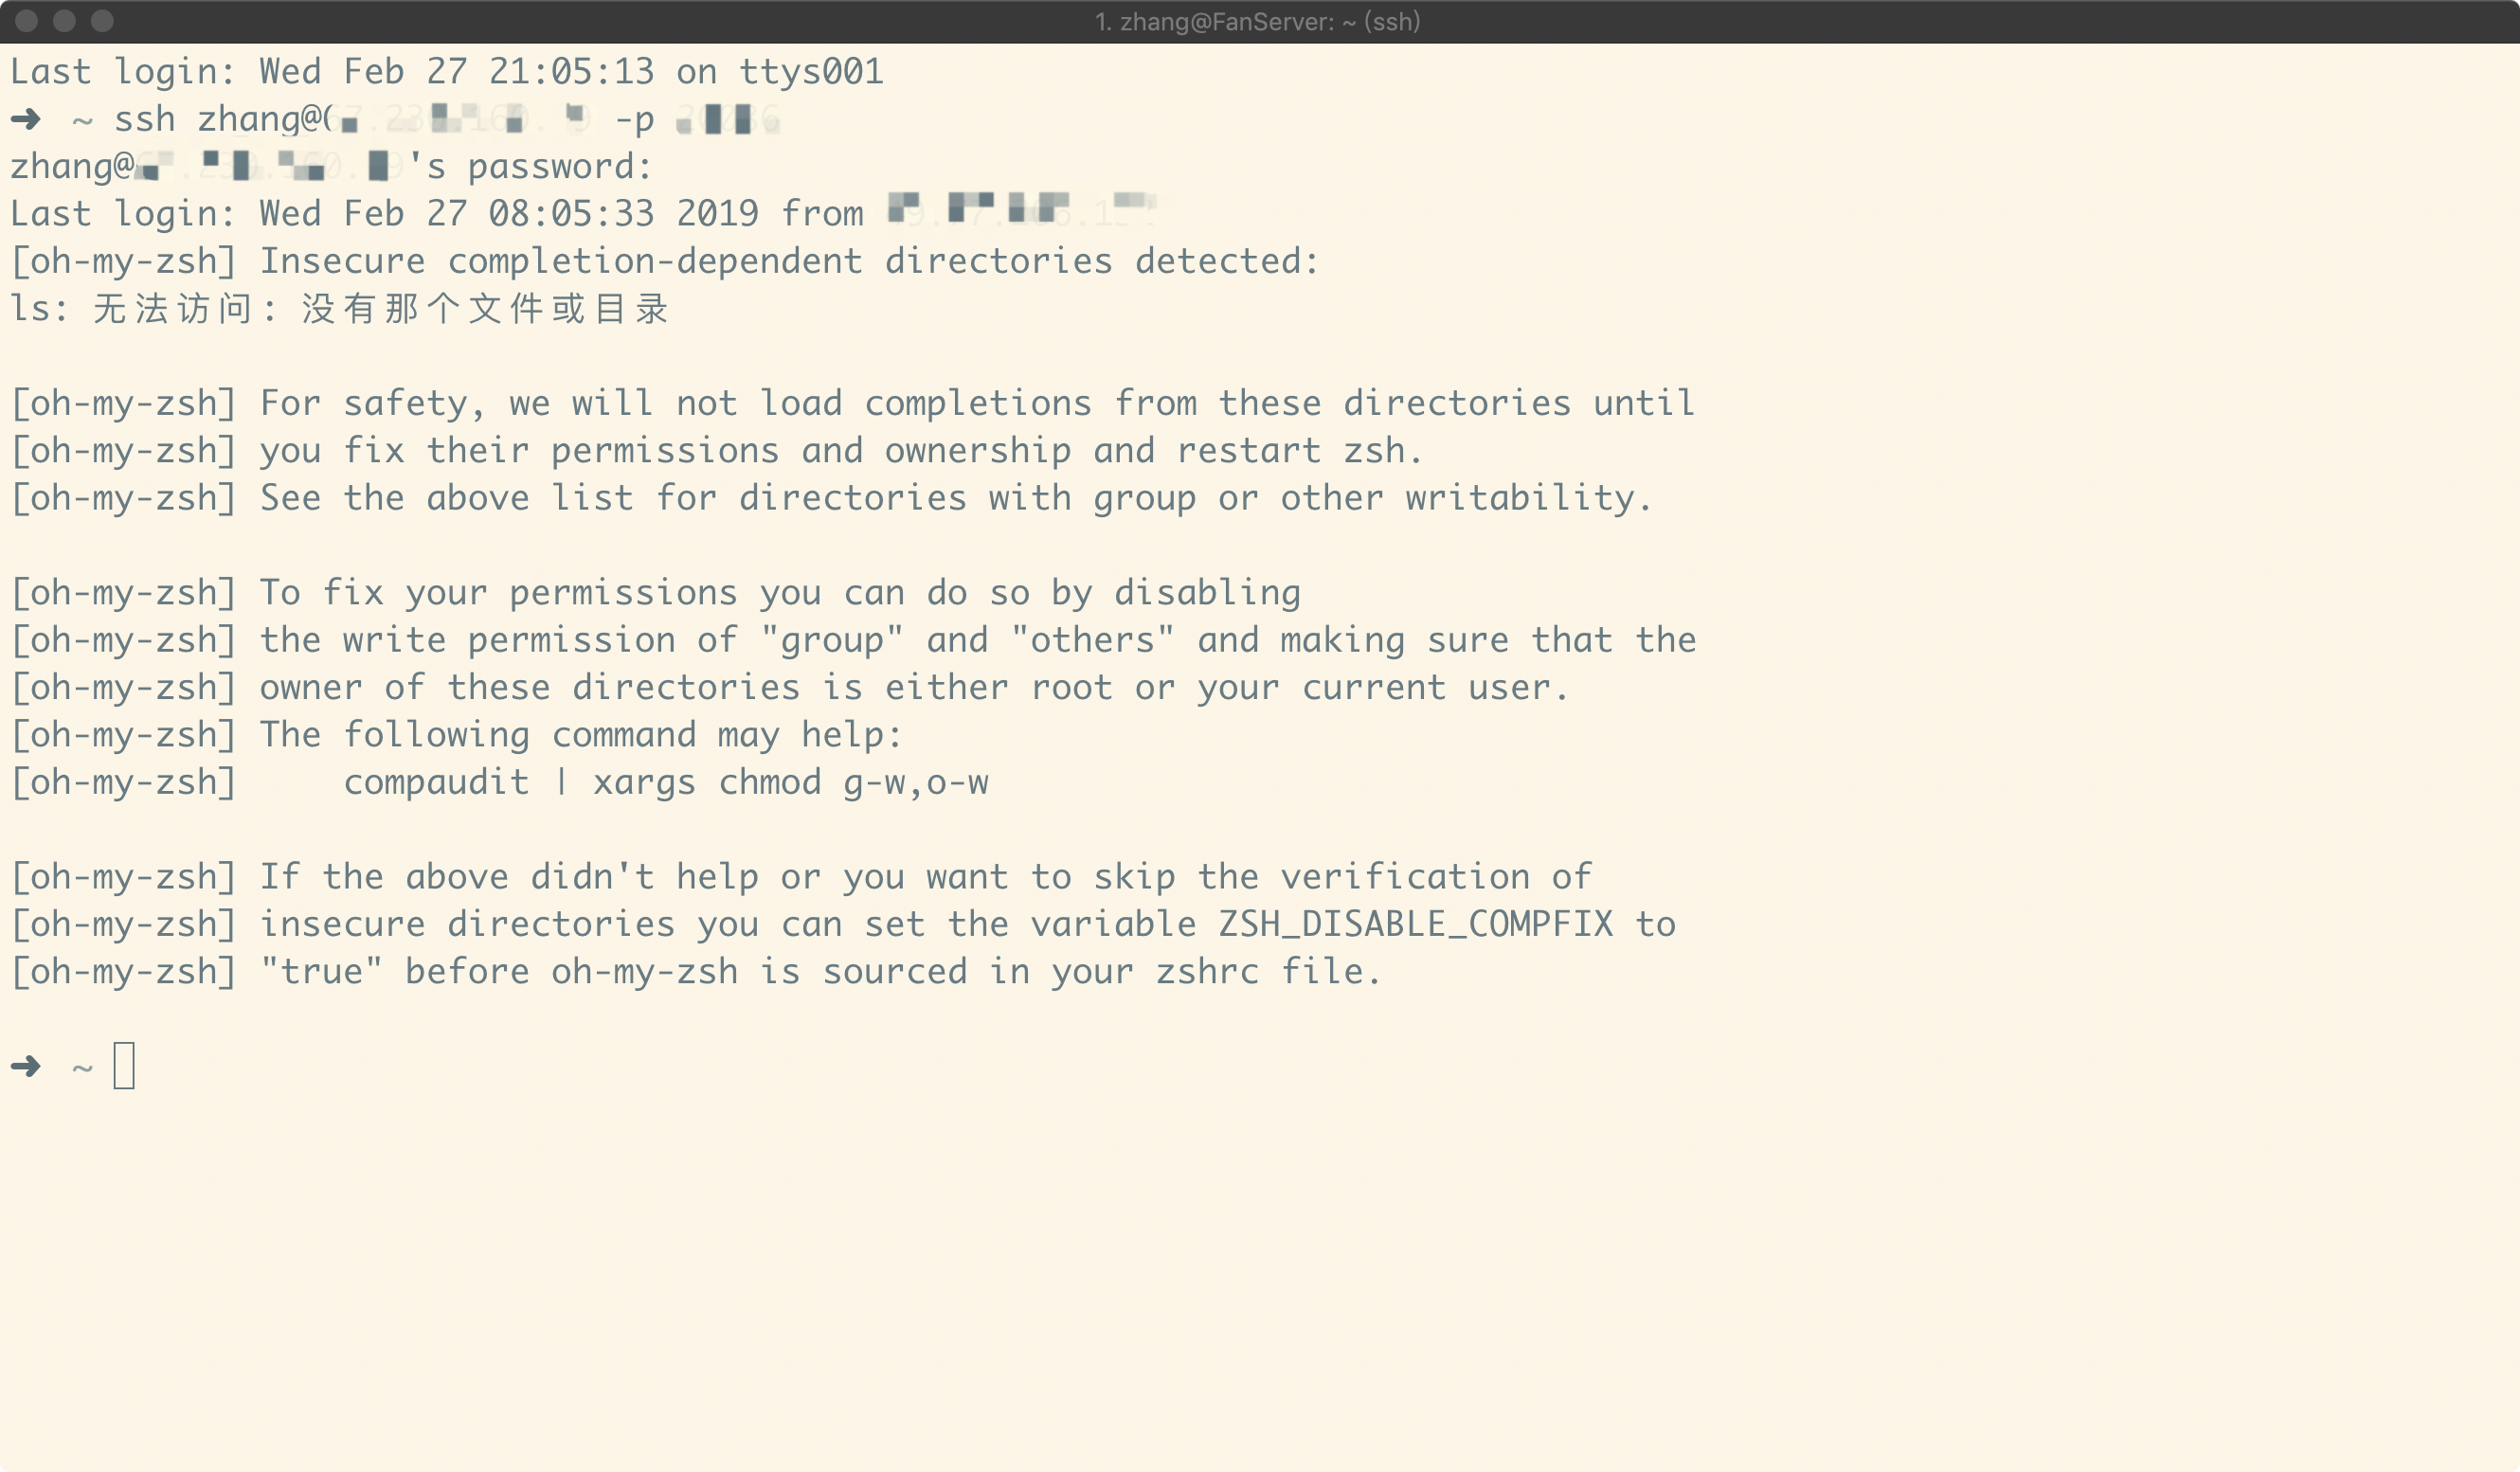 1. zhang@FanServer: ~ (ssh)
Last login: Wed Feb 27 21:05:13 on ttys001
➜ ~ ssh zhang@ -p
zhang@ 's password:
Last login: Wed Feb 27 08:05:33 2019 from
[oh-my-zsh] Insecure completion-dependent directories detected:
ls: 无法访问: 没有那个文件或目录
[oh-my-zsh] For safety, we will not load completions from these directories until
[oh-my-zsh] you fix their permissions and ownership and restart zsh.
[oh-my-zsh] See the above list for directories with group or other writability.
[oh-my-zsh] To fix your permissions you can do so by disabling
[oh-my-zsh] the write permission of "group" and "others" and making sure that the
[oh-my-zsh] owner of these directories is either root or your current user.
[oh-my-zsh] The following command may help:
[oh-my-zsh]     compaudit | xargs chmod g-w,o-w
[oh-my-zsh] If the above didn't help or you want to skip the verification of
[oh-my-zsh] insecure directories you can set the variable ZSH_DISABLE_COMPFIX to
[oh-my-zsh] "true" before oh-my-zsh is sourced in your zshrc file.
➜ ~